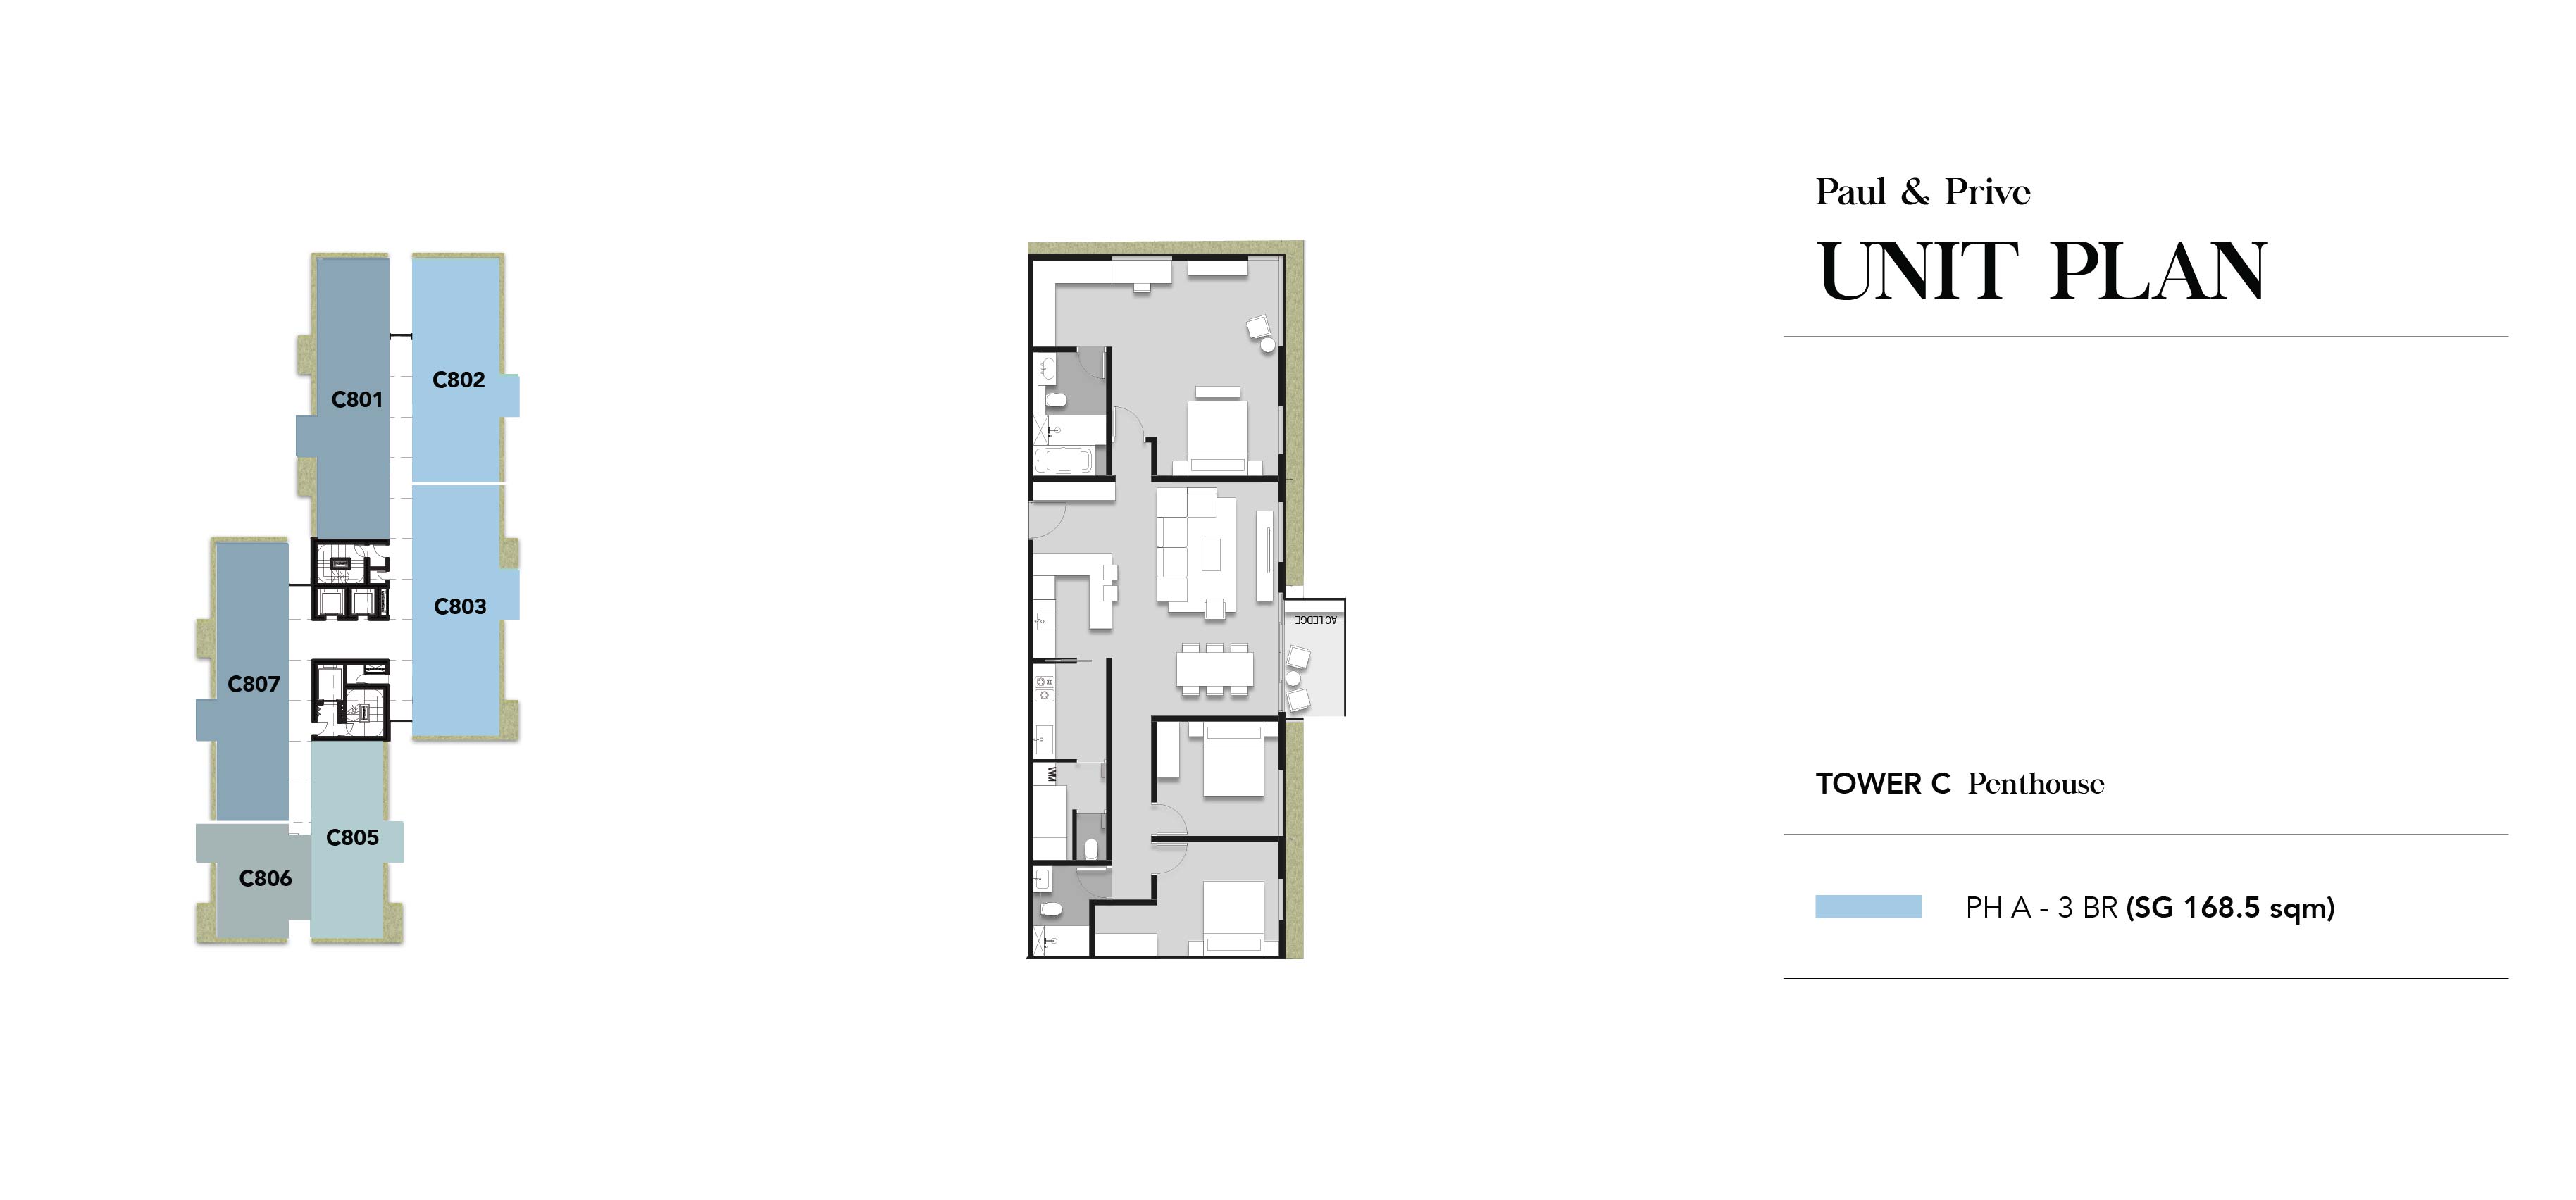 Paul & Prive
UNIT PLAN
C801
C802
C803
C807
C805
C806
AC LEDGE
WM
TOWER C Penthouse
PH A - 3 BR (SG 168.5 sqm)